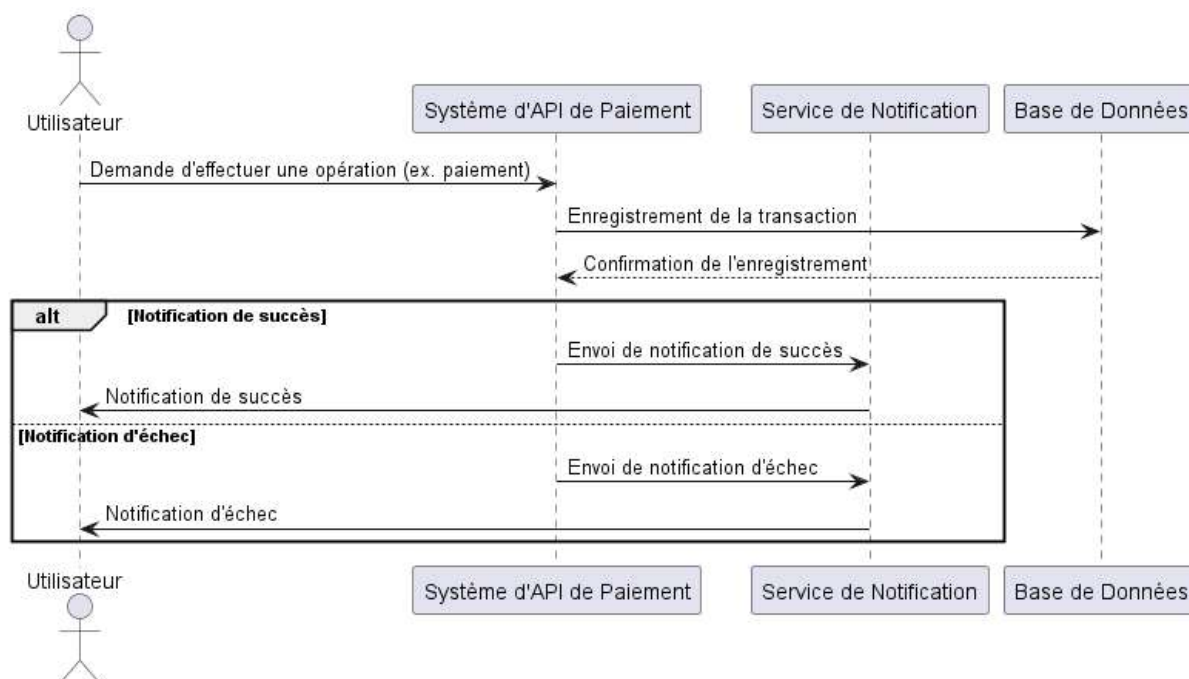 Utilisateur
Système d'API de Paiement
Service de Notification
Base de Données
Demande d'effectuer une opération (ex. paiement)
Enregistrement de la transaction
Confirmation de l'enregistrement
alt [Notification de succès]
Envoi de notification de succès
Notification de succès
[Notification d'échec]
Envoi de notification d'échec
Notification d'échec
Utilisateur
Système d'API de Paiement
Service de Notification
Base de Données